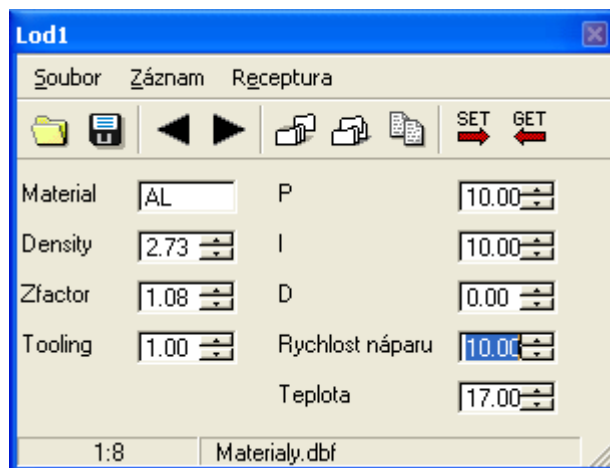 Lod1
Soubor Záznam Receptura
SET GET
Material AL P 10.00
Density 2.73 I 10.00
Zfactor 1.08 D 0.00
Tooling 1.00 Rychlost náparu 10.00
Teplota 17.00
1:8 Materialy.dbf